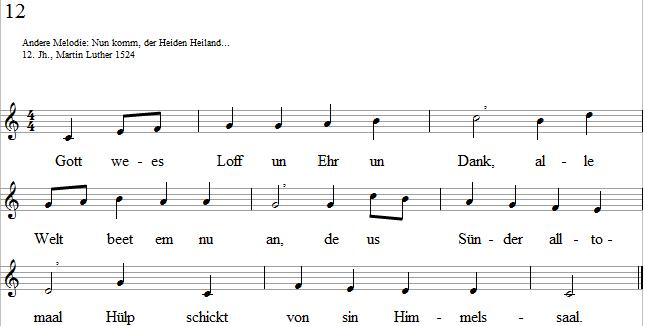 12
Andere Melodie: Nun komm, der Heiden Heiland...
12. Jh., Martin Luther 1524
Gott we - es Loff un Ehr un Dank, al - le
Welt beet em nu an, de us Sün - der all - to -
maal Hülp schickt von sin Him - mels - saal.